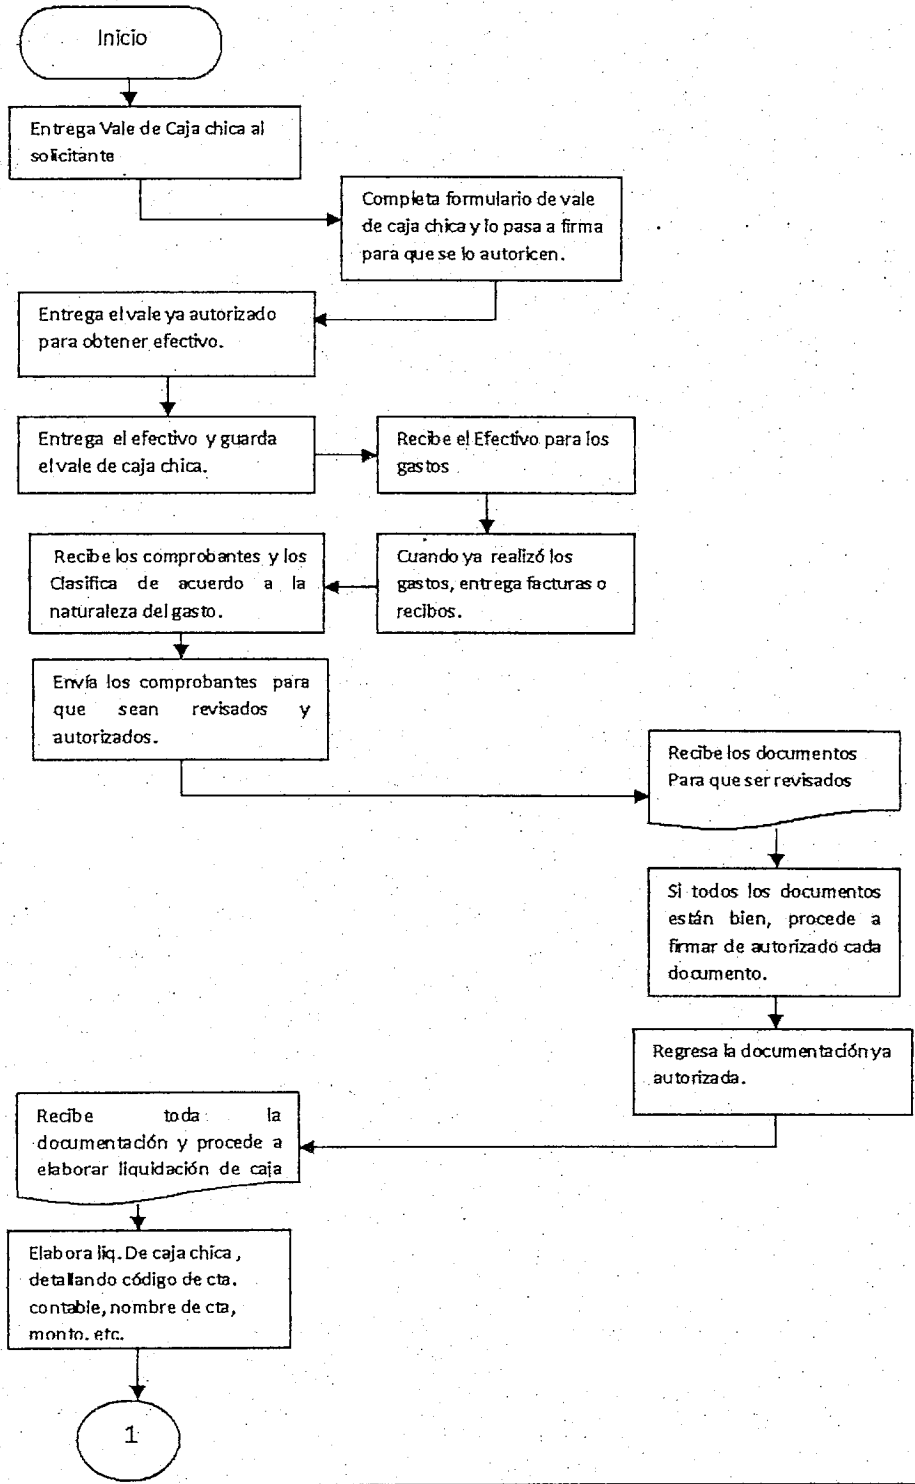 Inicio
Entrega Vale de Caja chica al
solicitante
Completa formulario de vale
de caja chica y lo pasa a firma
para que se lo autoricen.
Entrega el vale ya autorizado
para obtener efectivo.
Entrega el efectivo y guarda
el vale de caja chica.
Recibe el Efectivo para los
gastos
Recibe los comprobantes y los
Clasifica de acuerdo a la
naturaleza del gasto.
Cuando ya realizó los
gastos, entrega facturas o
recibos.
Envía los comprobantes para
que sean revisados y
autorizados.
Recibe los documentos
Para que ser revisados
Si todos los documentos
están bien, procede a
firmar de autorizado cada
documento.
Regresa la documentación ya
autorizada.
Recibe toda la
documentación y procede a
elaborar liquidación de caja
Elabora liq. De caja chica,
detallando código de cta.
contable, nombre de cta,
monto. etc.
1